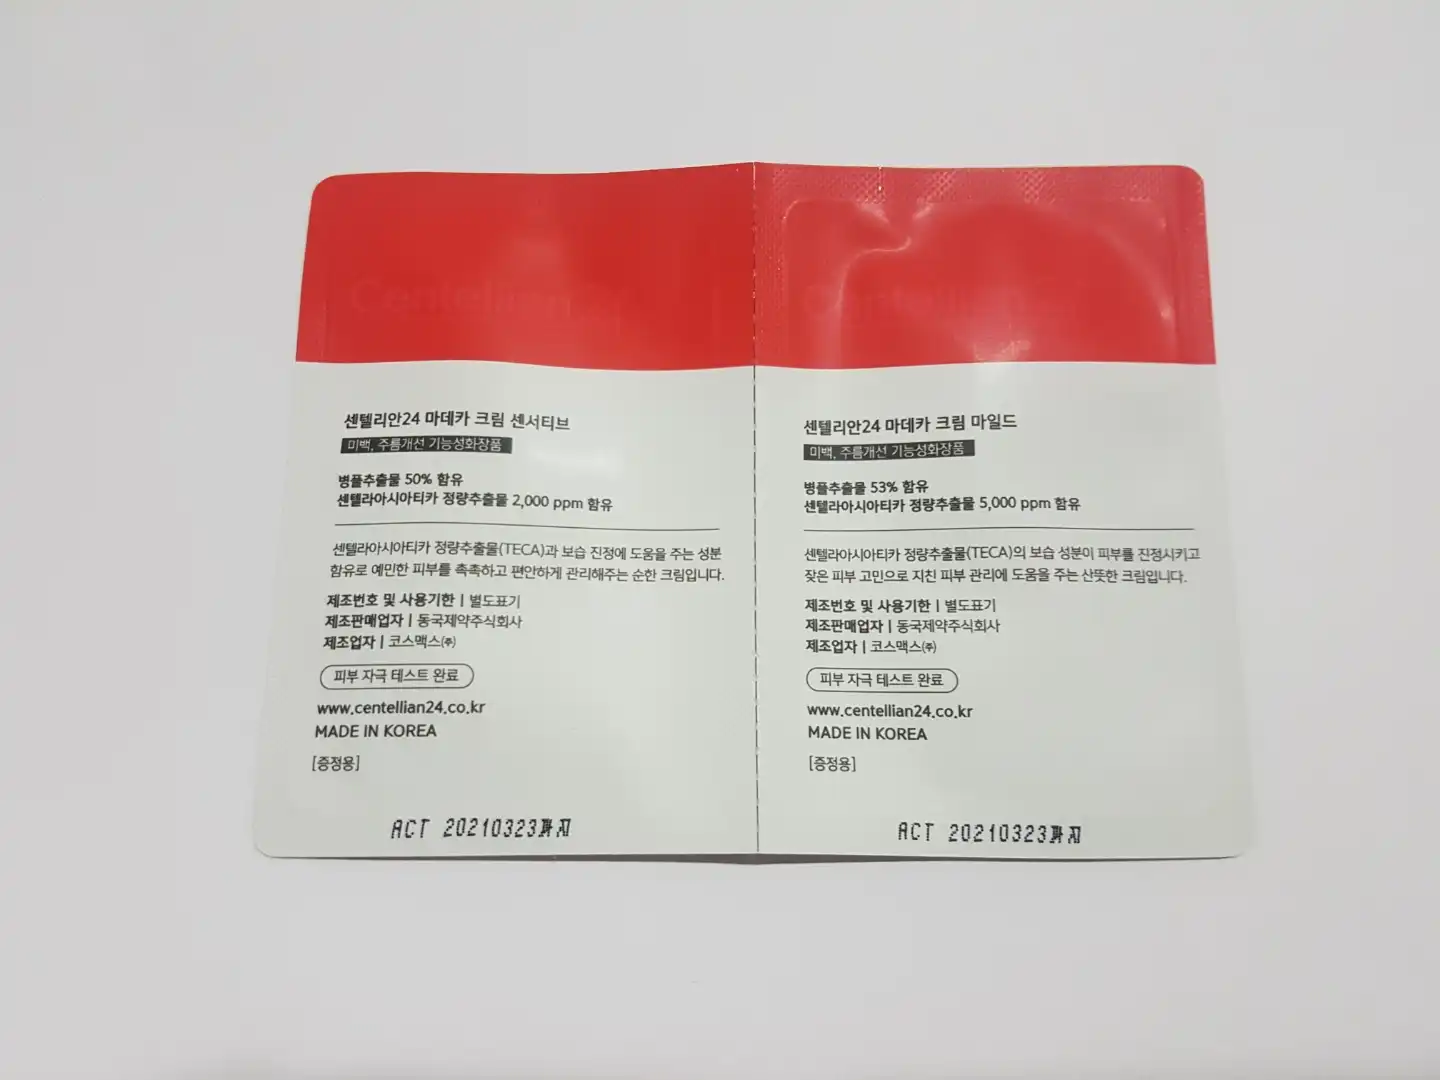 Centellian24
센텔리안24 마데카 크림 센서티브
미백, 주름개선 기능성화장품
병풀추출물 50% 함유
센텔라아시아티카 정량추출물 2,000 ppm 함유
센텔라아시아티카 정량추출물(TECA)과 보습 진정에 도움을 주는 성분
함유로 예민한 피부를 촉촉하고 편안하게 관리해주는 순한 크림입니다.
제조번호 및 사용기한 | 별도표기
제조판매업자 | 동국제약주식회사
제조업자 | 코스맥스㈜
피부 자극 테스트 완료
www.centellian24.co.kr
MADE IN KOREA
[증정용]
ACT 20210323까지
Centellian24
센텔리안24 마데카 크림 마일드
미백, 주름개선 기능성화장품
병풀추출물 53% 함유
센텔라아시아티카 정량추출물 5,000 ppm 함유
센텔라아시아티카 정량추출물(TECA)의 보습 성분이 피부를 진정시키고
잦은 피부 고민으로 지친 피부 관리에 도움을 주는 산뜻한 크림입니다.
제조번호 및 사용기한 | 별도표기
제조판매업자 | 동국제약주식회사
제조업자 | 코스맥스㈜
피부 자극 테스트 완료
www.centellian24.co.kr
MADE IN KOREA
[증정용]
ACT 20210323까지